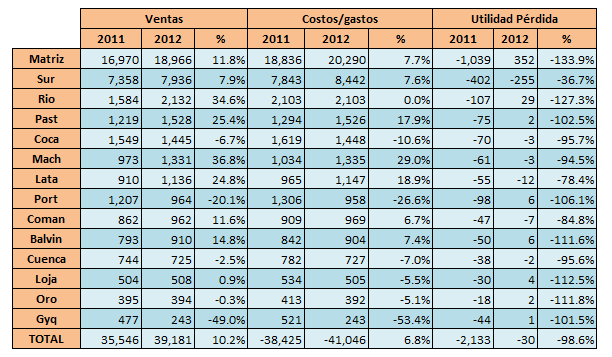 Ventas Costos/gastos Utilidad Pérdida
2011 2012 % 2011 2012 % 2011 2012 %
Matriz 16,970 18,966 11.8% 18,836 20,290 7.7% -1,039 352 -133.9%
Sur 7,358 7,936 7.9% 7,843 8,442 7.6% -402 -255 -36.7%
Rio 1,584 2,132 34.6% 2,103 2,103 0.0% -107 29 -127.3%
Past 1,219 1,528 25.4% 1,294 1,526 17.9% -75 2 -102.5%
Coca 1,549 1,445 -6.7% 1,619 1,448 -10.6% -70 -3 -95.7%
Mach 973 1,331 36.8% 1,034 1,335 29.0% -61 -3 -94.5%
Lata 910 1,136 24.8% 965 1,147 18.9% -55 -12 -78.4%
Port 1,207 964 -20.1% 1,306 958 -26.6% -98 6 -106.1%
Coman 862 962 11.6% 909 969 6.7% -47 -7 -84.8%
Balvin 793 910 14.8% 842 904 7.4% -50 6 -111.6%
Cuenca 744 725 -2.5% 782 727 -7.0% -38 -2 -95.6%
Loja 504 508 0.9% 534 505 -5.5% -30 4 -112.5%
Oro 395 394 -0.3% 413 392 -5.1% -18 2 -111.8%
Gyq 477 243 -49.0% 521 243 -53.4% -44 1 -101.5%
TOTAL 35,546 39,181 10.2% -38,425 -41,046 6.8% -2,133 -30 -98.6%